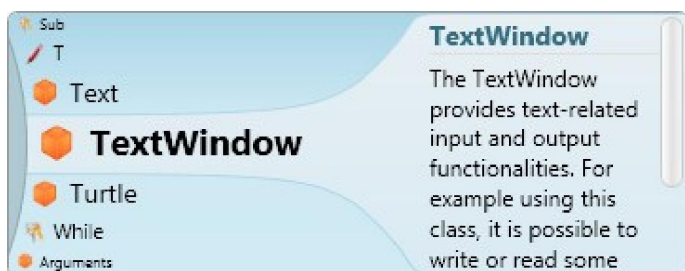 Sub
T
Text
TextWindow
Turtle
While
Arguments
TextWindow
The TextWindow
provides text-related
input and output
functionalities. For
example using this
class, it is possible to
write or read some